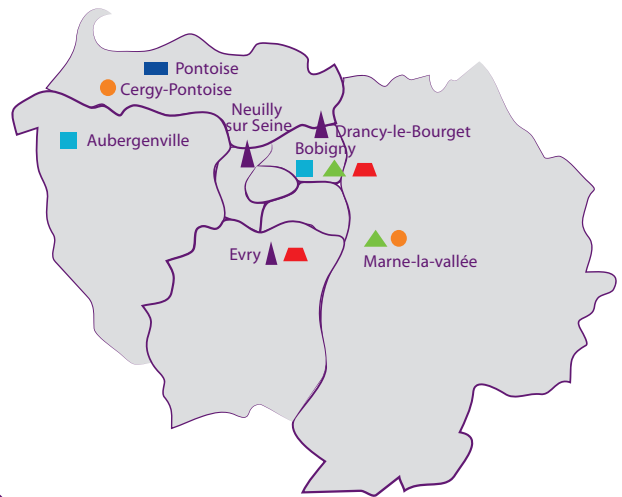 Pontoise
Cergy-Pontoise
Neuilly
sur Seine
Drancy-le-Bourget
Aubergenville
Bobigny
Evry
Marne-la-vallée